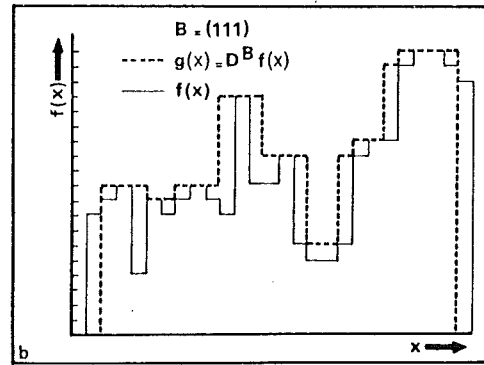 B = (111)
g(x) = D^B f(x)
f(x)
f(x)
x
b